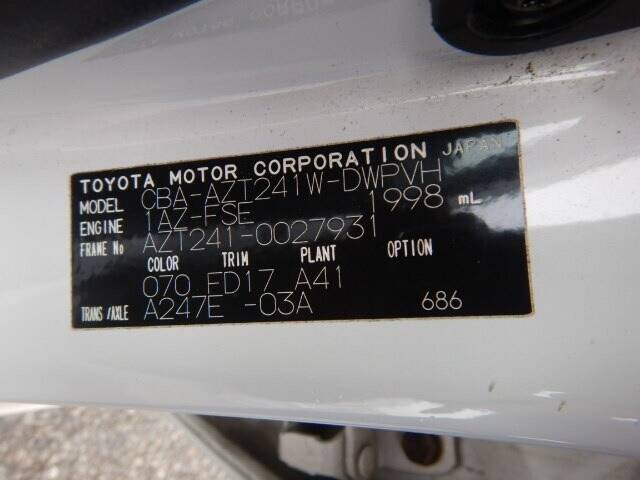 TOYOTA MOTOR CORPORATION JAPAN
MODEL CBA-AZT241W-DWPVH
ENGINE 1AZ-FSE 1998 mL
FRAME No AZT241-0027931
COLOR TRIM PLANT OPTION
070 FD17 A41
TRANS/AXLE A247E -03A 686